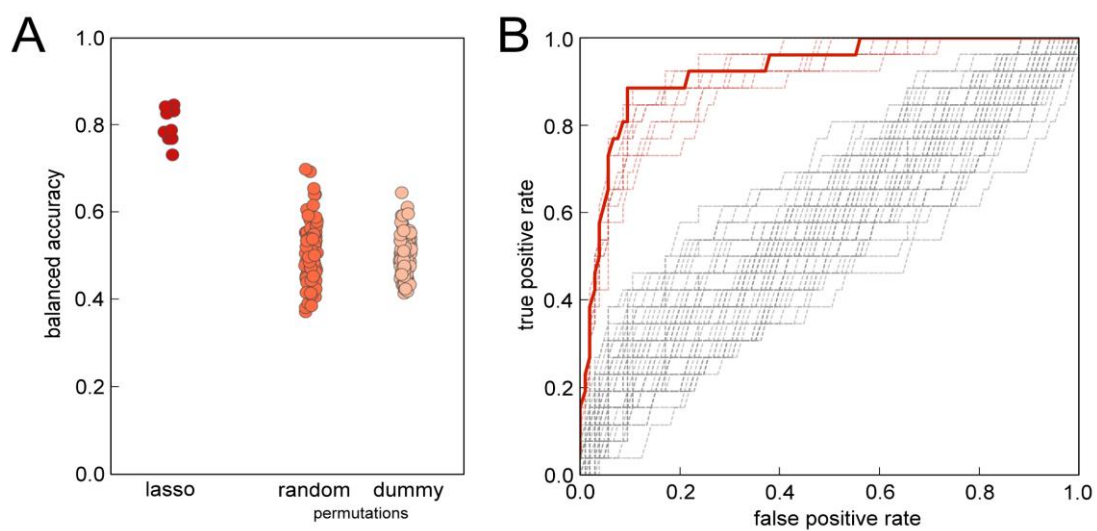 A
B
1.0
0.8
0.6
0.4
0.2
0.0
balanced accuracy
lasso
random
dummy
permutations
1.0
0.8
0.6
0.4
0.2
0.0
true positive rate
0.0
0.2
0.4
0.6
0.8
1.0
false positive rate